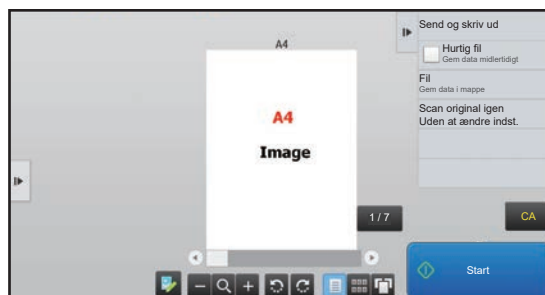 A4
A4
Image
1 / 7
Send og skriv ud
Hurtig fil
Gem data midlertidigt
Fil
Gem data i mappe
Scan original igen
Uden at ændre indst.
CA
Start